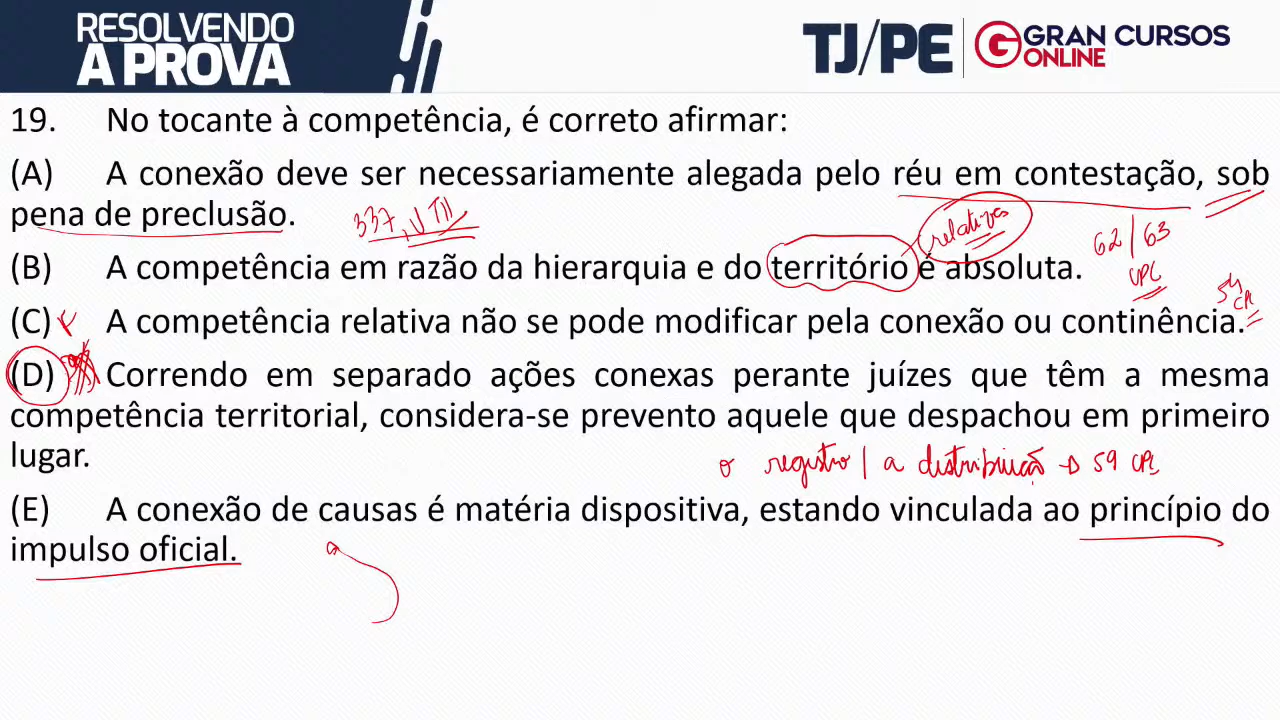 RESOLVENDO
A PROVA
TJ/PE
GRAN CURSOS
ONLINE
19. No tocante à competência, é correto afirmar:
(A) A conexão deve ser necessariamente alegada pelo réu em contestação, sob
pena de preclusão.
337, VIII
relativa
62/63
CPC
(B) A competência em razão da hierarquia e do território é absoluta.
54
CPC
(C) A competência relativa não se pode modificar pela conexão ou continência.
(D) Correndo em separado ações conexas perante juízes que têm a mesma
competência territorial, considera-se prevento aquele que despachou em primeiro
lugar.
o registro / a distribuição → 59 CPC
(E) A conexão de causas é matéria dispositiva, estando vinculada ao princípio do
impulso oficial.